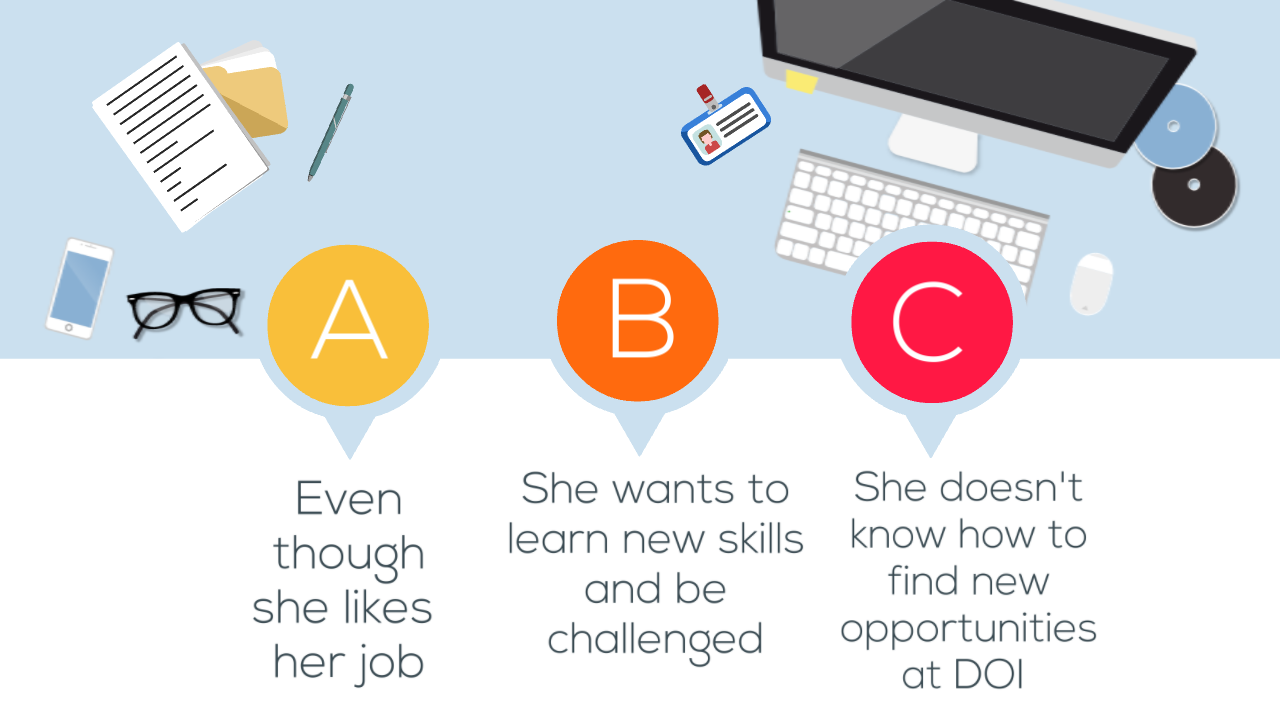 A
Even
though
she likes
her job
B
She wants to
learn new skills
and be
challenged
C
She doesn't
know how to
find new
opportunities
at DOI